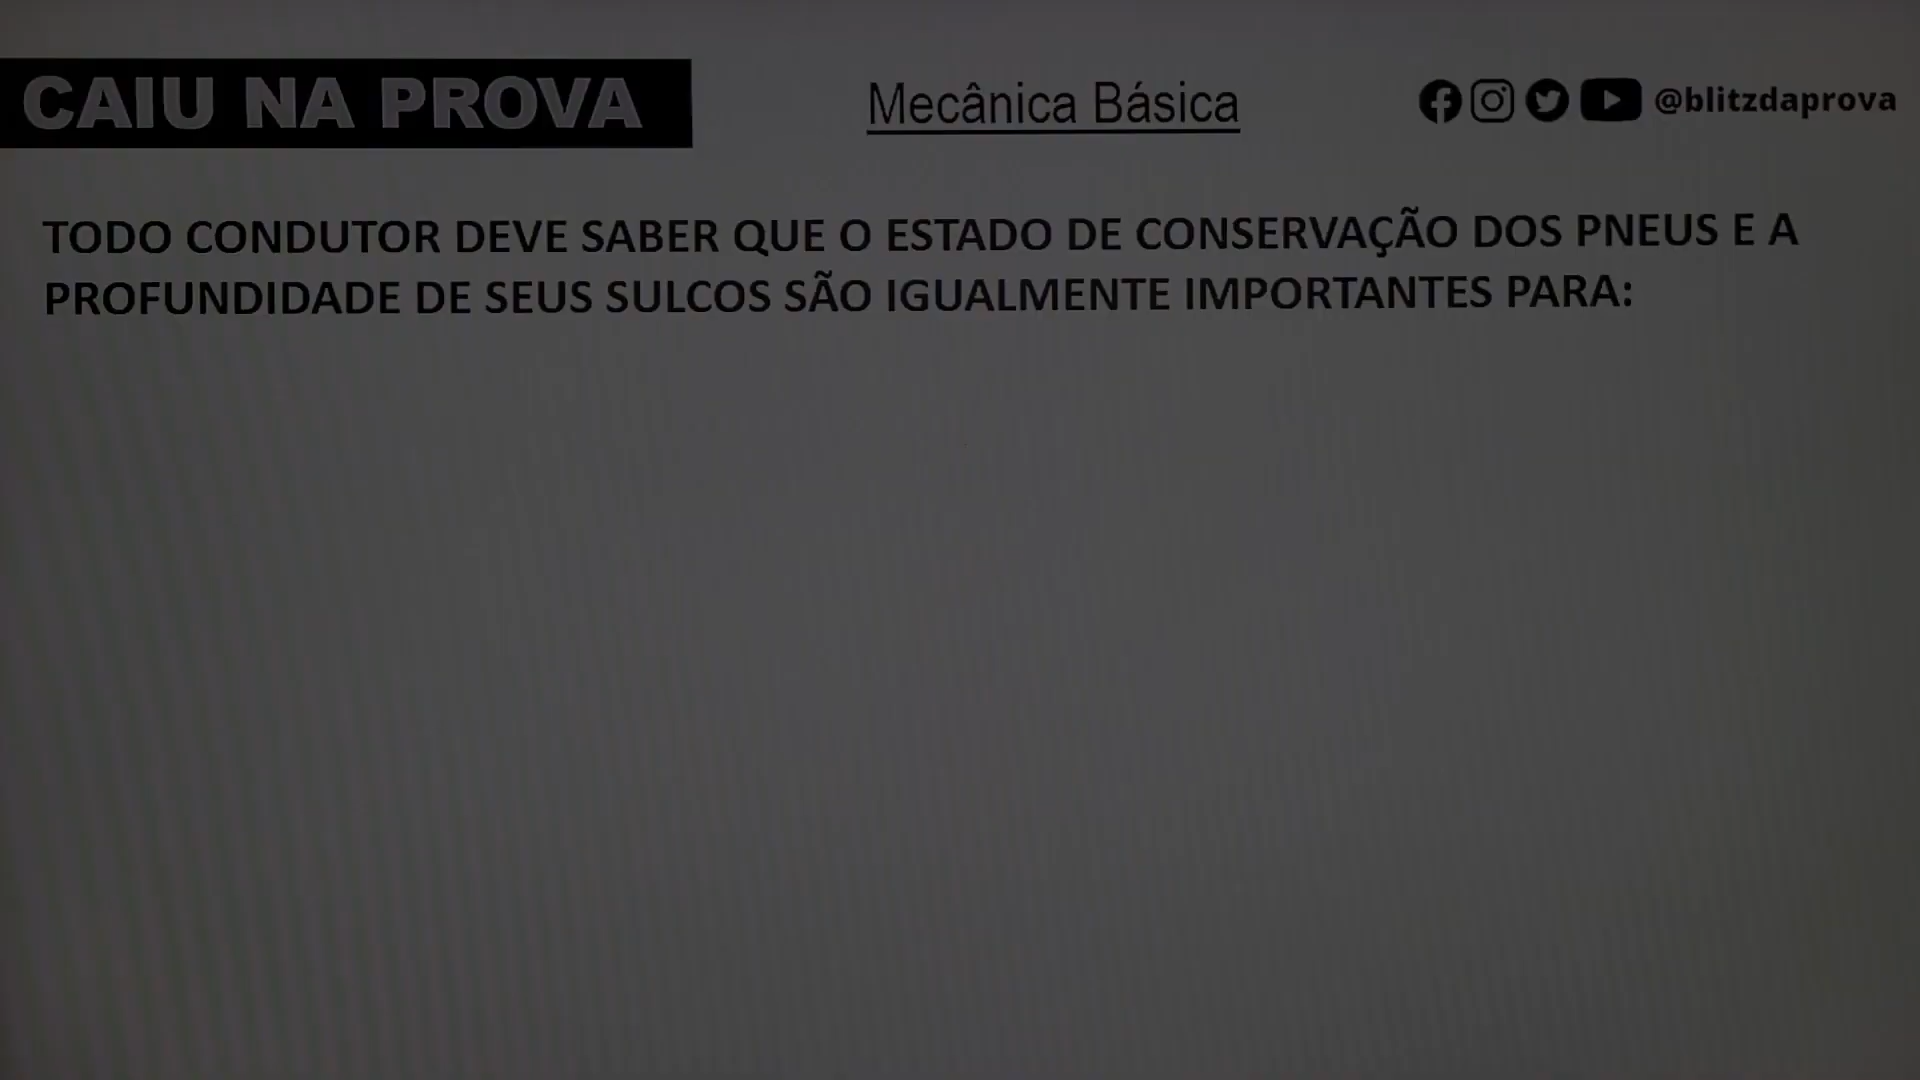 CAIU NA PROVA
Mecânica Básica
@blitzdaprova
TODO CONDUTOR DEVE SABER QUE O ESTADO DE CONSERVAÇÃO DOS PNEUS E A
PROFUNDIDADE DE SEUS SULCOS SÃO IGUALMENTE IMPORTANTES PARA: